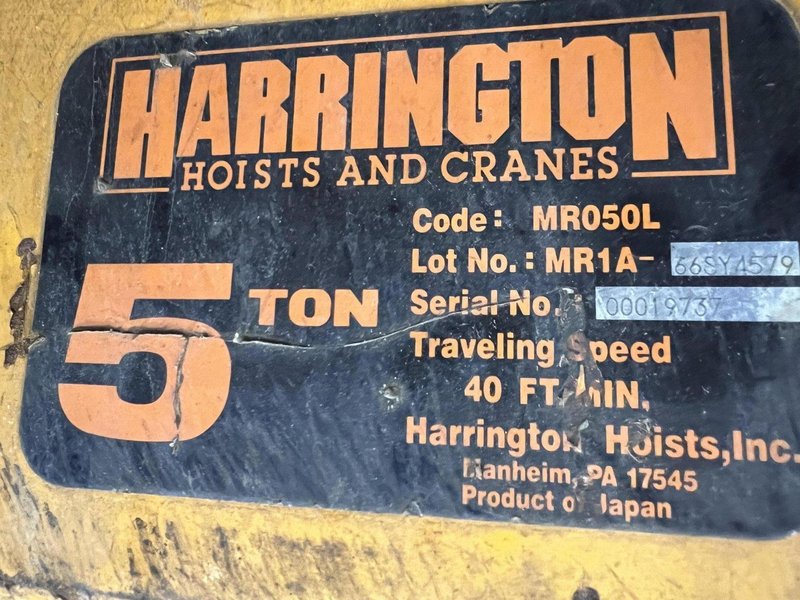 HARRINGTON
HOISTS AND CRANES
5 TON
Code: MR050L
Lot No.: MR1A-668Y4579
Serial No. : 00019737
Traveling Speed
40 FT/MIN.
Harrington Hoists, Inc.
Manheim, PA 17545
Product of Japan